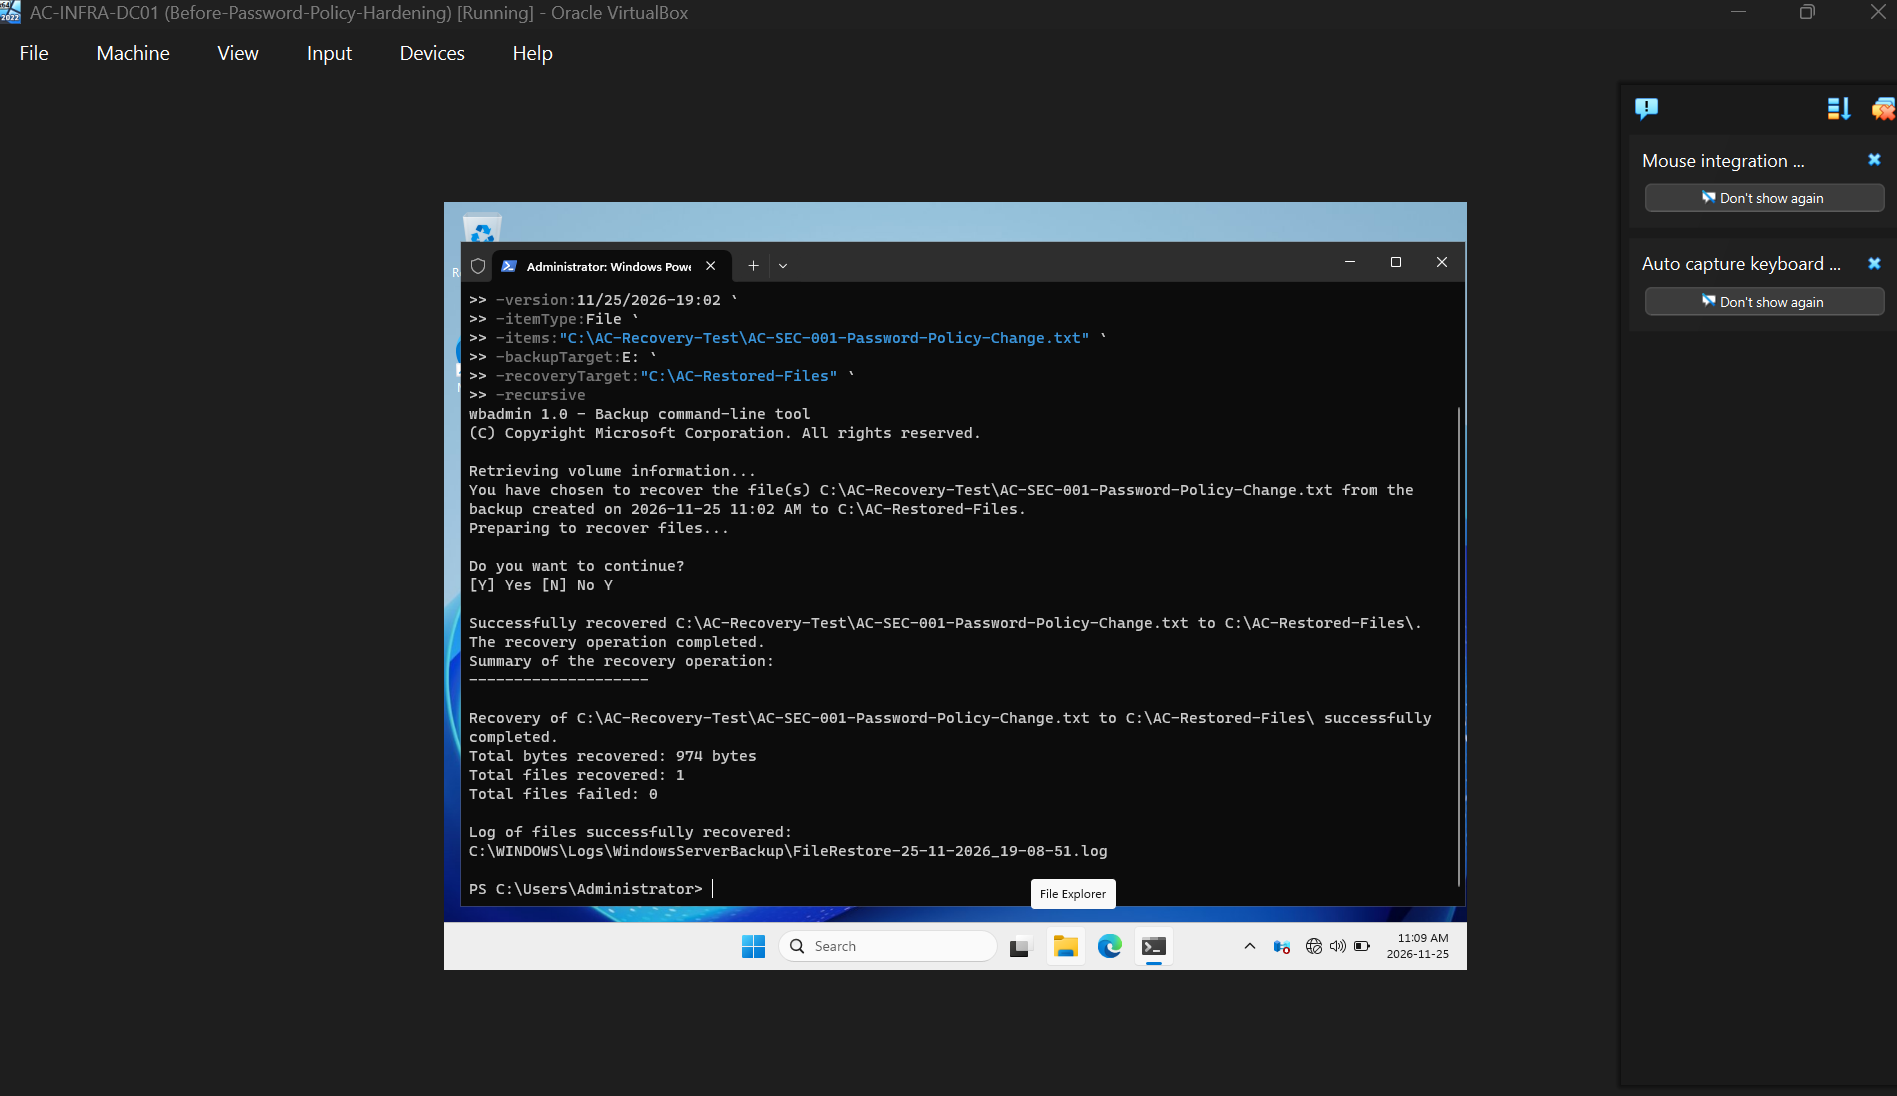 AC-INFRA-DC01 (Before-Password-Policy-Hardening) [Running] - Oracle VirtualBox
File Machine View Input Devices Help
Mouse integration ...
Don't show again
Auto capture keyboard ...
Don't show again
Administrator: Windows Powe
>> -version:11/25/2026-19:02 `
>> -itemType:File `
>> -items:"C:\AC-Recovery-Test\AC-SEC-001-Password-Policy-Change.txt" `
>> -backupTarget:E: `
>> -recoveryTarget:"C:\AC-Restored-Files" `
>> -recursive
wbadmin 1.0 - Backup command-line tool
(C) Copyright Microsoft Corporation. All rights reserved.
Retrieving volume information...
You have chosen to recover the file(s) C:\AC-Recovery-Test\AC-SEC-001-Password-Policy-Change.txt from the
backup created on 2026-11-25 11:02 AM to C:\AC-Restored-Files.
Preparing to recover files...
Do you want to continue?
[Y] Yes [N] No Y
Successfully recovered C:\AC-Recovery-Test\AC-SEC-001-Password-Policy-Change.txt to C:\AC-Restored-Files\.
The recovery operation completed.
Summary of the recovery operation:
--------------------
Recovery of C:\AC-Recovery-Test\AC-SEC-001-Password-Policy-Change.txt to C:\AC-Restored-Files\ successfully
completed.
Total bytes recovered: 974 bytes
Total files recovered: 1
Total files failed: 0
Log of files successfully recovered:
C:\WINDOWS\Logs\WindowsServerBackup\FileRestore-25-11-2026_19-08-51.log
PS C:\Users\Administrator>
File Explorer
Search
11:09 AM
2026-11-25